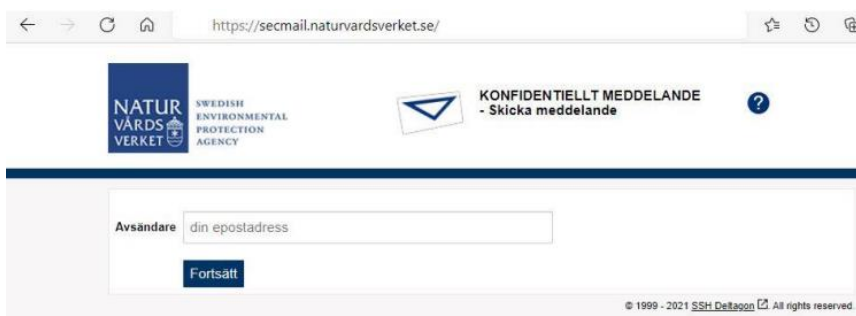 https://secmail.naturvardsverket.se/
NATUR
VÅRDS
VERKET
SWEDISH
ENVIRONMENTAL
PROTECTION
AGENCY
KONFIDENTIELLT MEDDELANDE
- Skicka meddelande
?
Avsändare
din epostadress
Fortsätt
© 1999 - 2021 SSH Deltagon. All rights reserved.